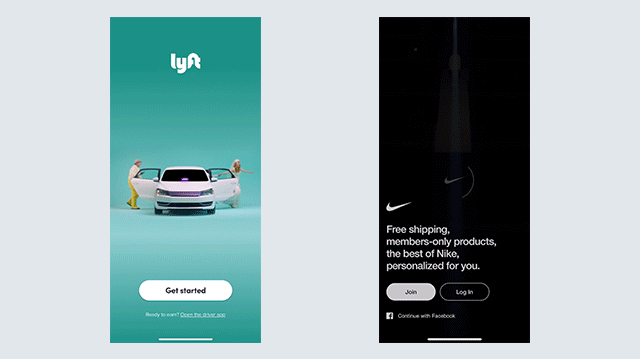 lyft
Get started
Ready to earn? Open the driver app
Free shipping,
members-only products,
the best of Nike,
personalized for you.
Join
Log In
Continue with Facebook